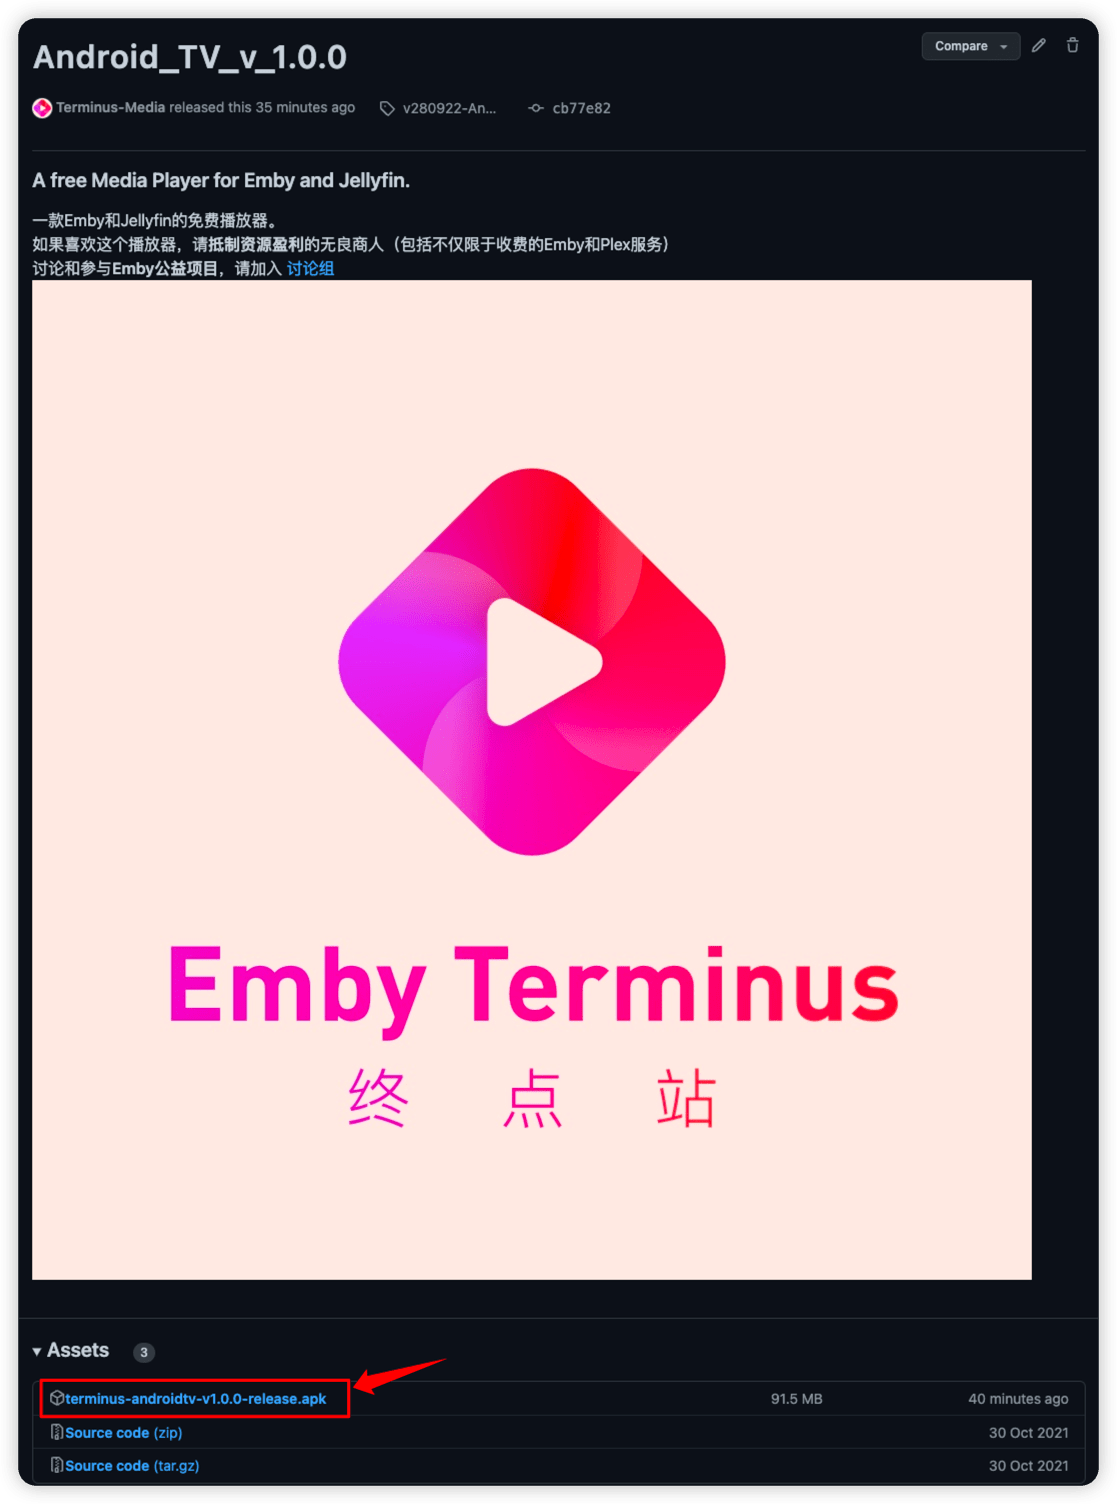 Android_TV_v_1.0.0
Compare
Terminus-Media released this 35 minutes ago
v280922-An...
cb77e82
A free Media Player for Emby and Jellyfin.
一款Emby和Jellyfin的免费播放器。
如果喜欢这个播放器，请抵制资源盈利的无良商人（包括不仅限于收费的Emby和Plex服务）
讨论和参与Emby公益项目，请加入 讨论组
Emby Terminus
终 点 站
Assets 3
terminus-androidtv-v1.0.0-release.apk 91.5 MB 40 minutes ago
Source code (zip) 30 Oct 2021
Source code (tar.gz) 30 Oct 2021